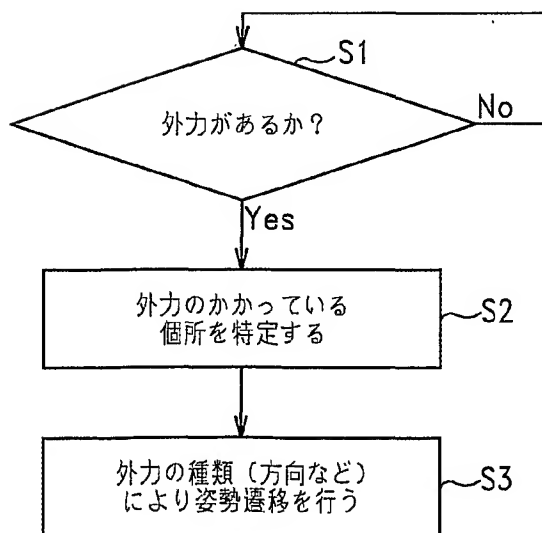 S1
外力があるか？
No
Yes
外力のかかっている
個所を特定する
S2
外力の種類（方向など）
により姿勢遷移を行う
S3